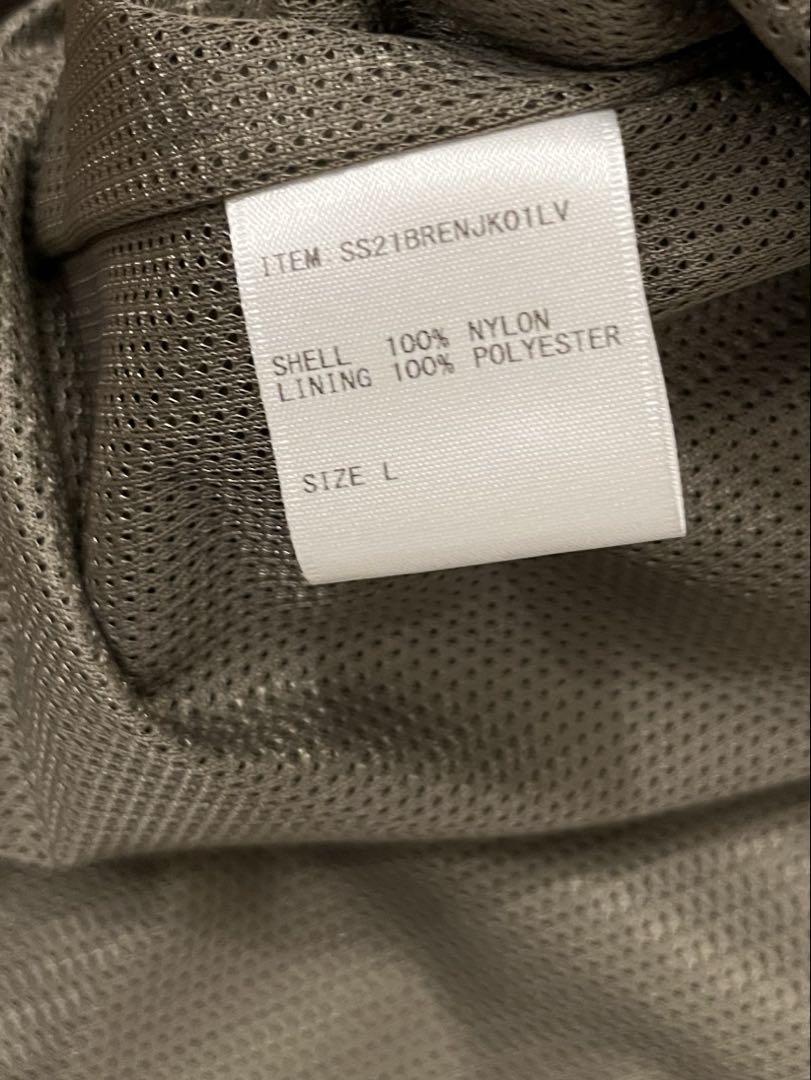 ITEM: SS21BRENJK01LV
SHELL 100% NYLON
LINING 100% POLYESTER
SIZE L